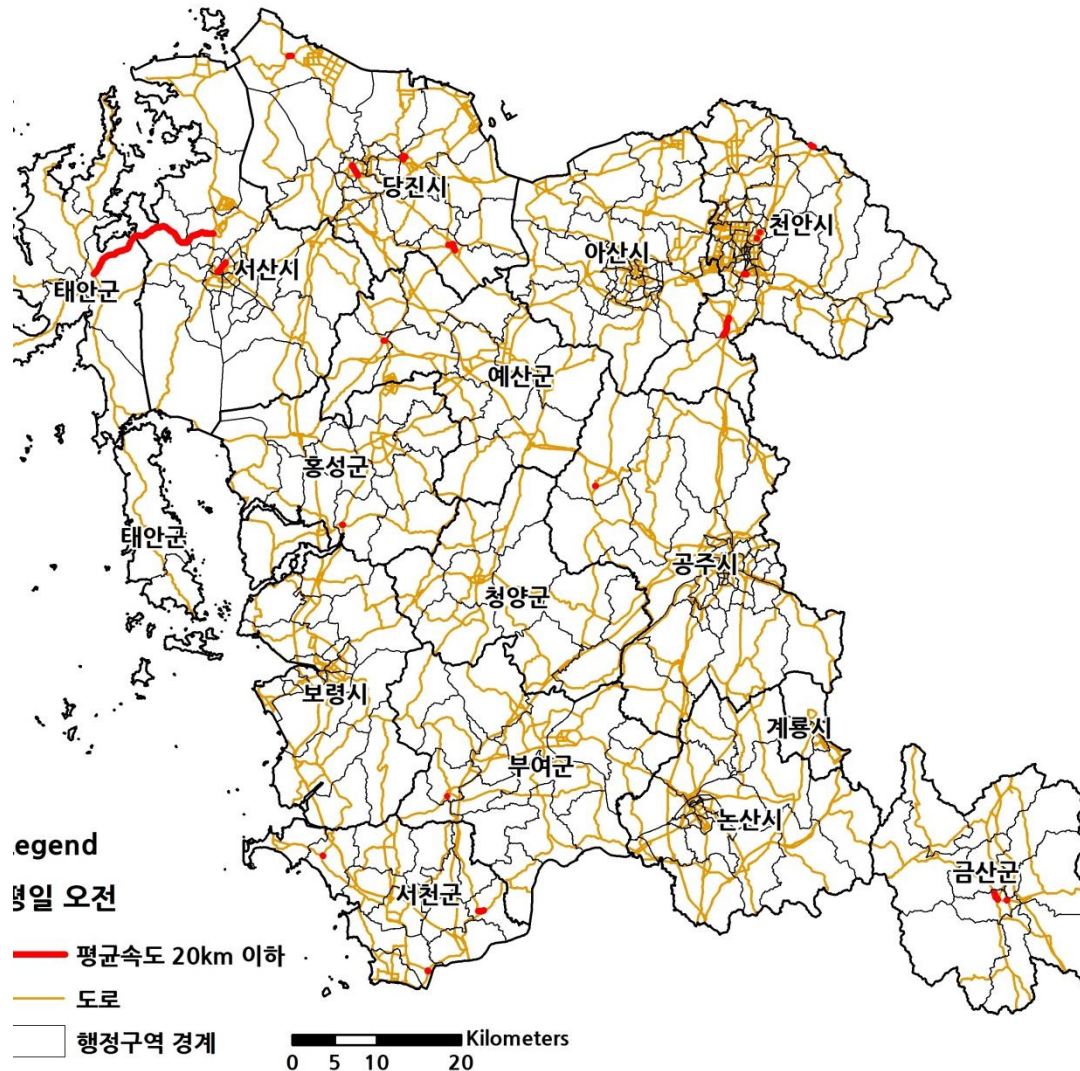 당진시
천안시
아산시
서산시
태안군
예산군
홍성군
태안군
공주시
청양군
보령시
계룡시
부여군
논산시
금산군
서천군
egend
평일 오전
평균속도 20km 이하
도로
행정구역 경계
Kilometers
0 5 10 20